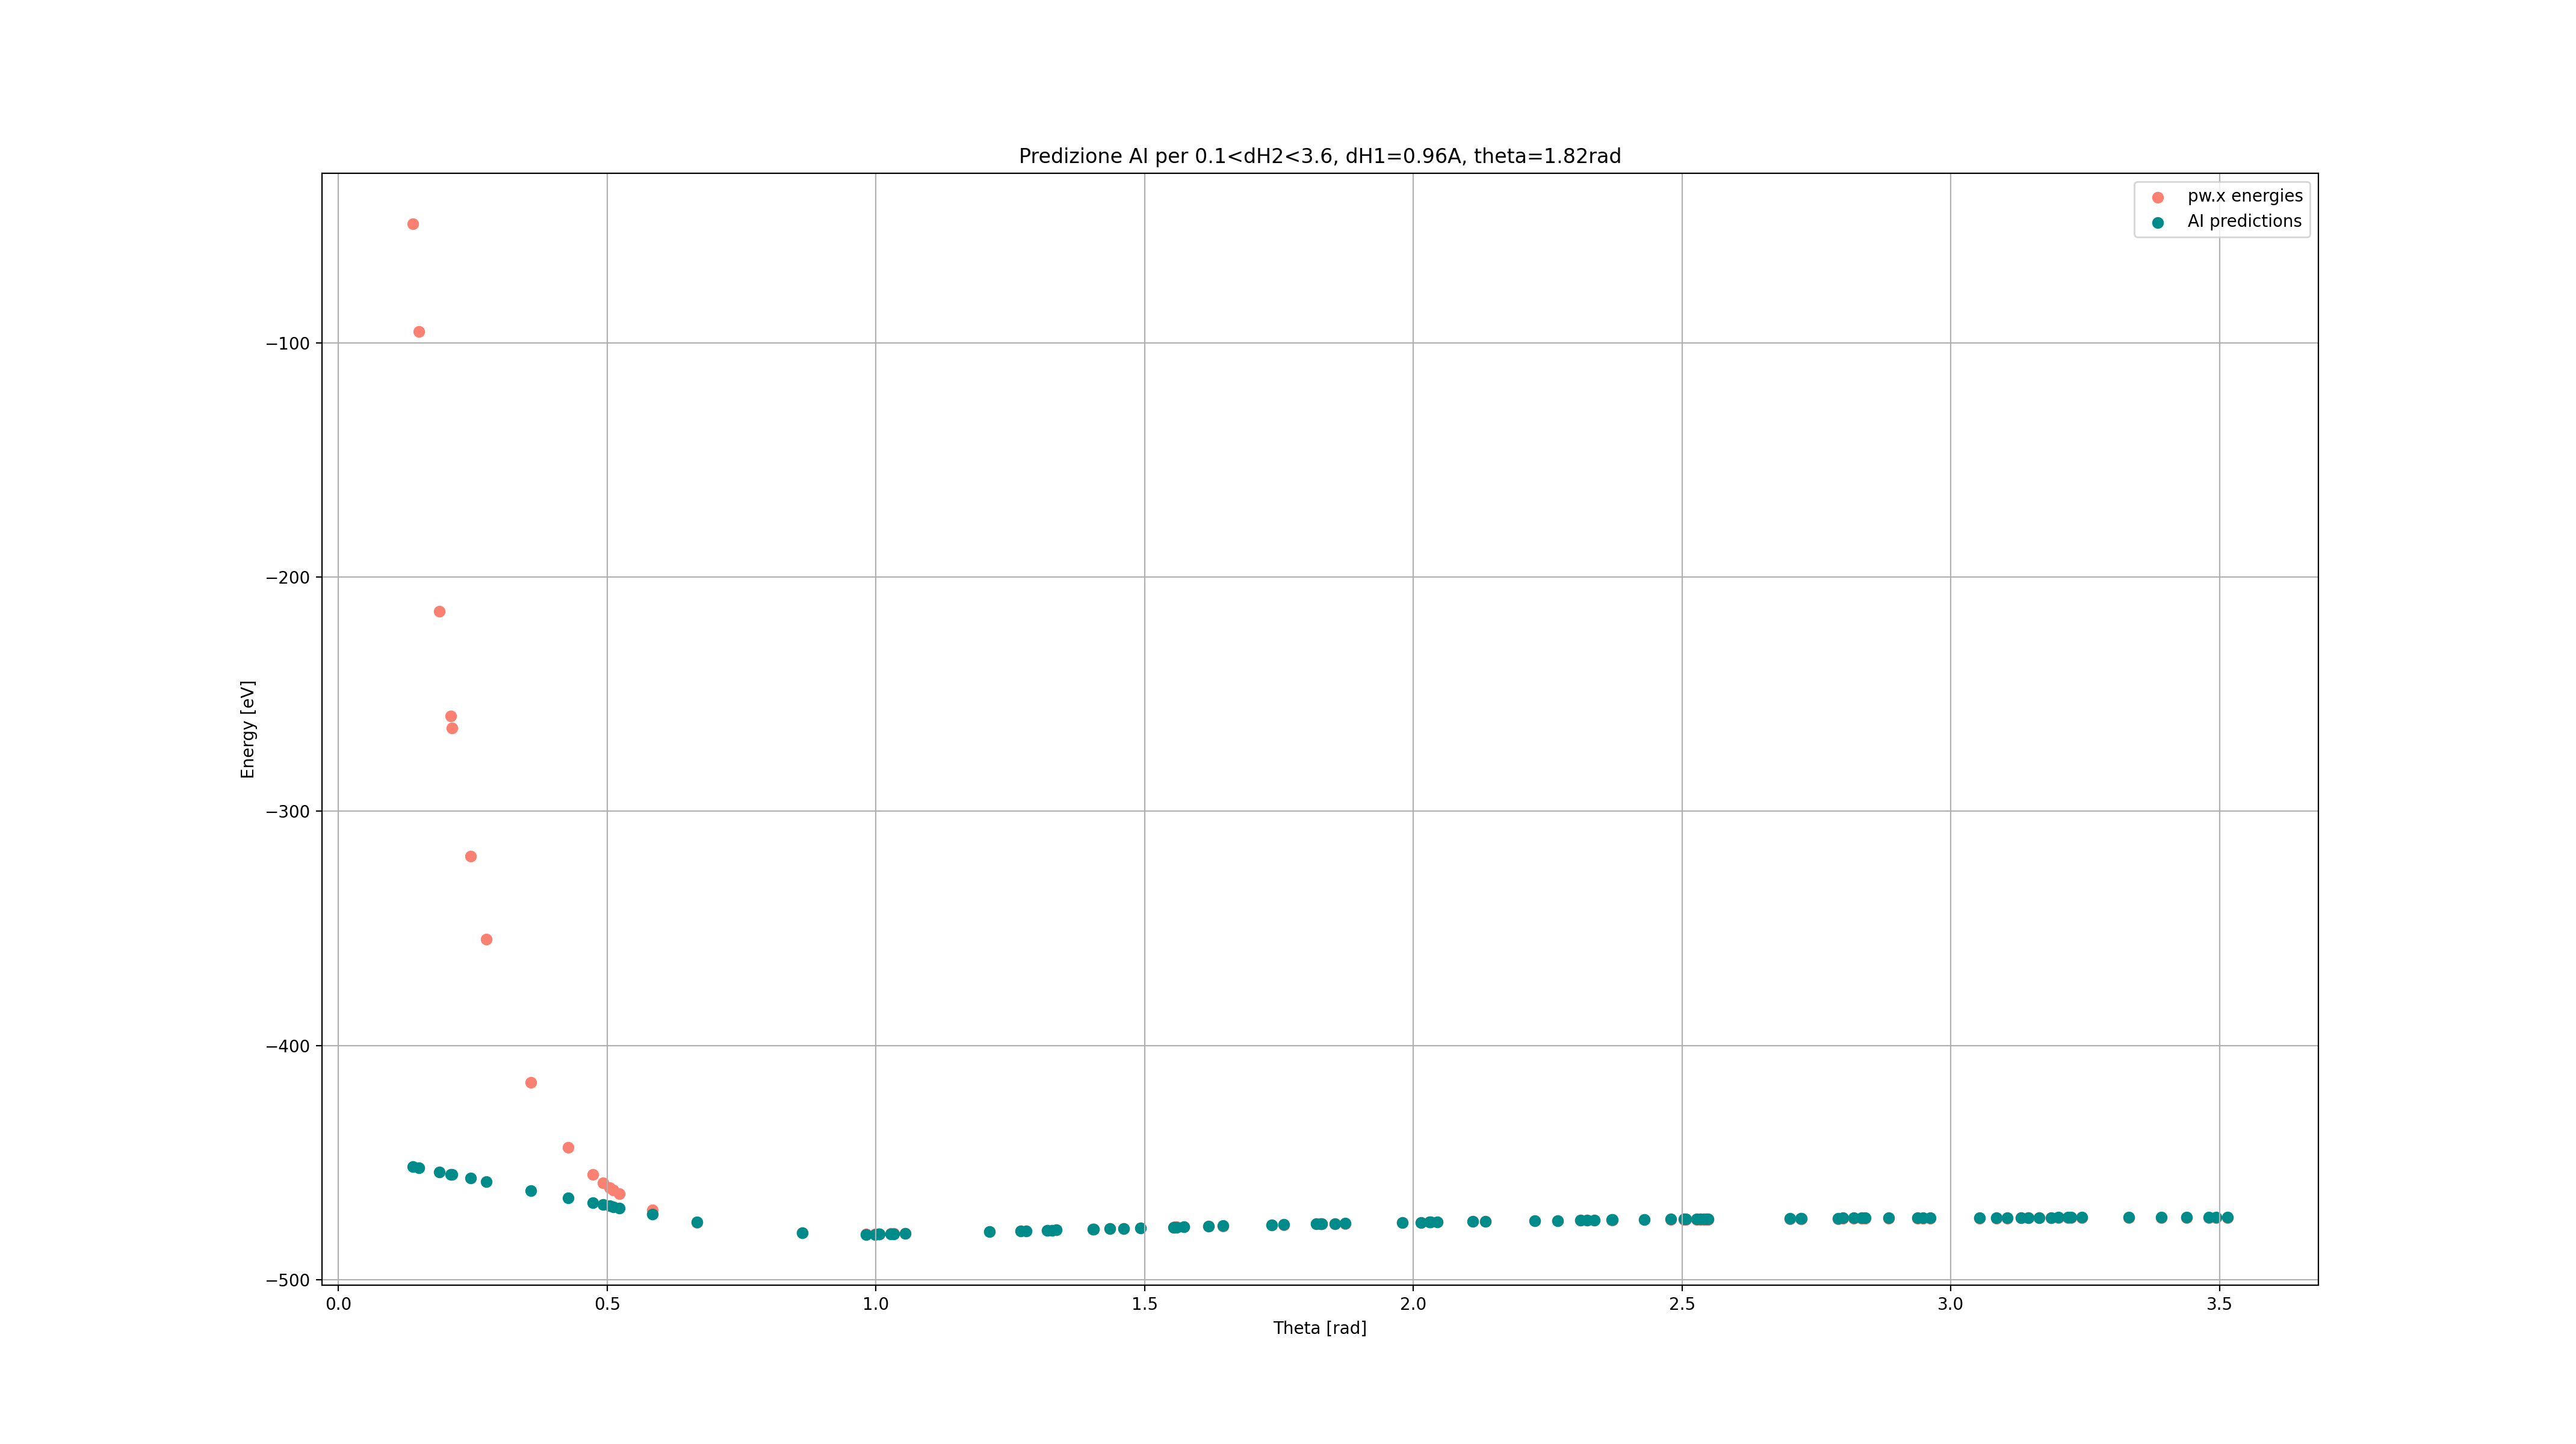 Predizione AI per 0.1<dH2<3.6, dH1=0.96A, theta=1.82rad
pw.x energies
AI predictions
Energy [eV]
−100
−200
−300
−400
−500
0.0 0.5 1.0 1.5 2.0 2.5 3.0 3.5
Theta [rad]